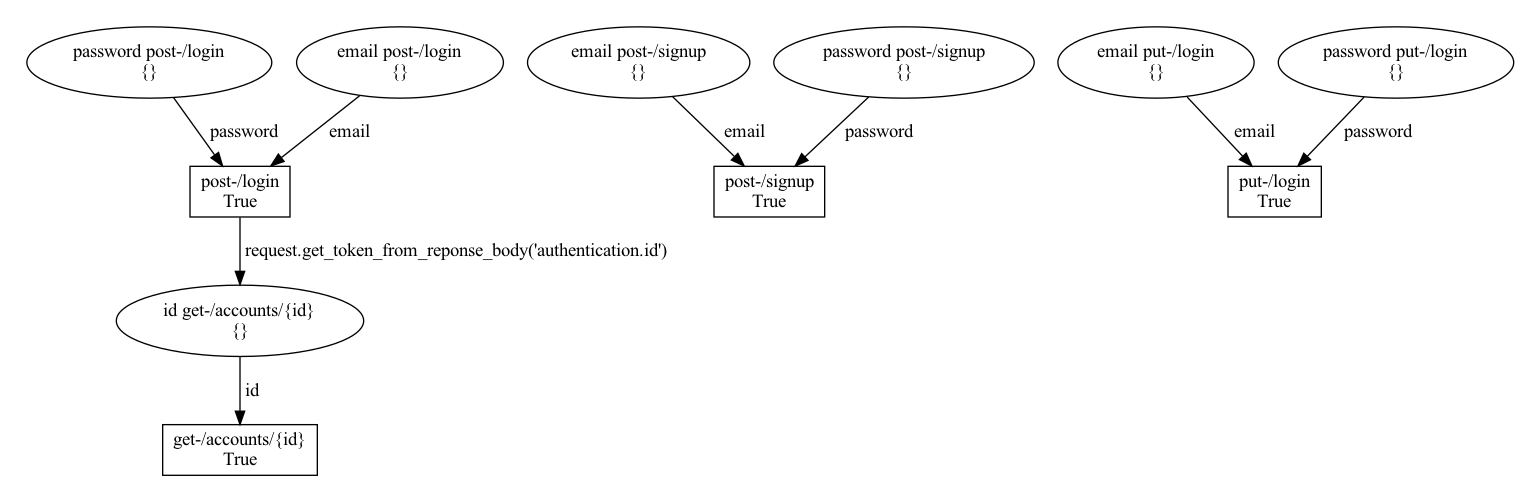 password post-/login
{}
email post-/login
{}
email post-/signup
{}
password post-/signup
{}
email put-/login
{}
password put-/login
{}
password
email
email
password
email
password
post-/login
True
post-/signup
True
put-/login
True
request.get_token_from_reponse_body('authentication.id')
id get-/accounts/{id}
{}
id
get-/accounts/{id}
True